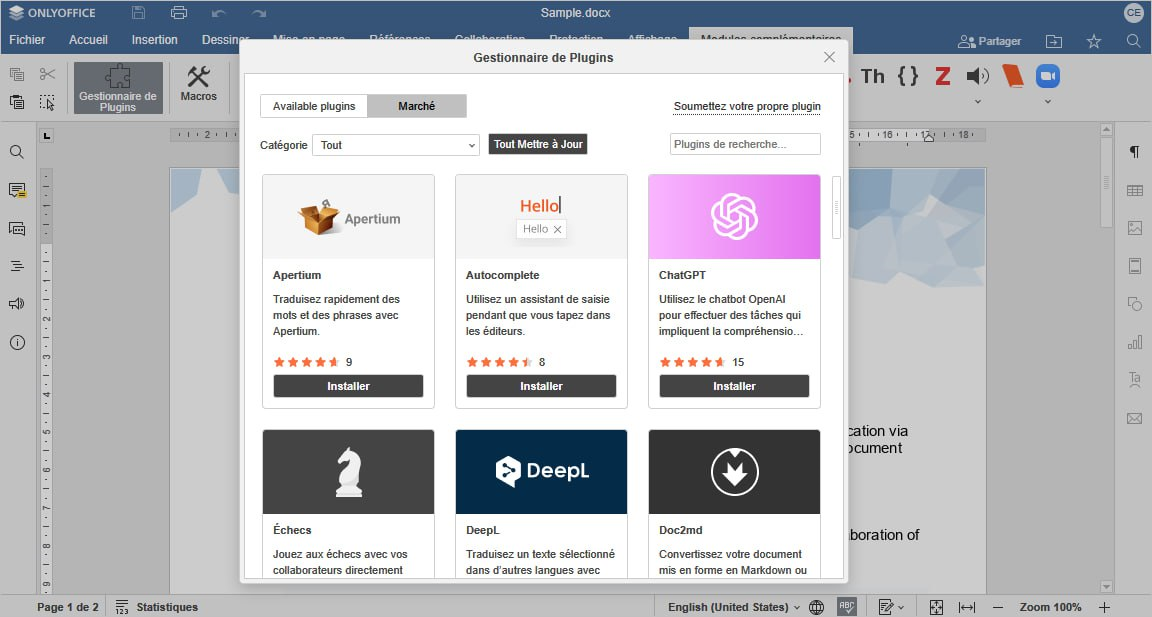 ONLYOFFICE
Sample.docx
CE
Fichier Accueil Insertion Dessiner Mise en page Références Collaboration Protection Affichage Modules complémentaires
Partager
Gestionnaire de Plugins
Macros
Th { } Z
Gestionnaire de Plugins
Available plugins Marché
Soumettez votre propre plugin
Catégorie Tout Tout Mettre à Jour Plugins de recherche...
Apertium
Hello
Hello
Apertium
Traduisez rapidement des
mots et des phrases avec
Apertium.
9
Installer
Autocomplete
Utilisez un assistant de saisie
pendant que vous tapez dans
les éditeurs.
8
Installer
ChatGPT
Utilisez le chatbot OpenAI
pour effectuer des tâches qui
impliquent la compréhensio...
15
Installer
DeepL
Échecs
Jouez aux échecs avec vos
collaborateurs directement
DeepL
Traduisez un texte sélectionné
dans d'autres langues avec
Doc2md
Convertissez votre document
mis en forme en Markdown ou
cation via
ocument
boration of
Page 1 de 2 Statistiques English (United States) ABC Zoom 100%